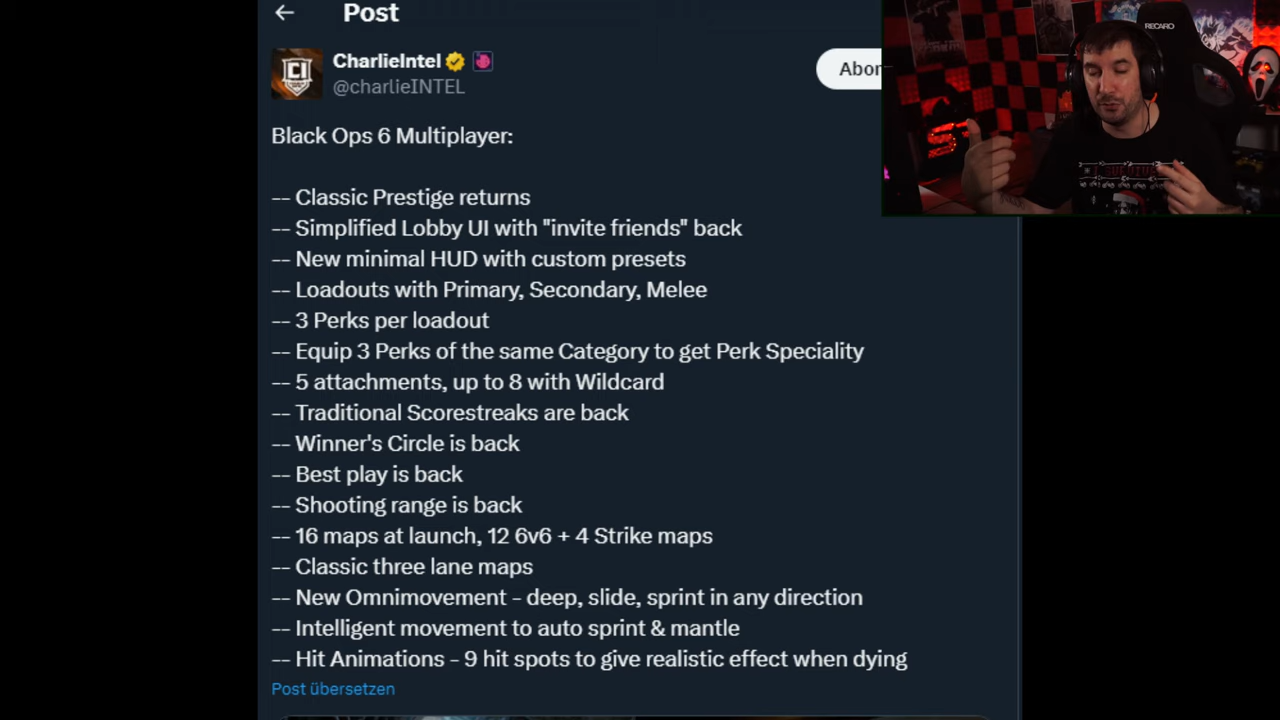 Post
CharlieIntel
CI
@charlieINTEL
Abon
RECARO
Black Ops 6 Multiplayer:
-- Classic Prestige returns
-- Simplified Lobby UI with "invite friends" back
-- New minimal HUD with custom presets
-- Loadouts with Primary, Secondary, Melee
-- 3 Perks per loadout
-- Equip 3 Perks of the same Category to get Perk Speciality
-- 5 attachments, up to 8 with Wildcard
-- Traditional Scorestreaks are back
-- Winner's Circle is back
-- Best play is back
-- Shooting range is back
-- 16 maps at launch, 12 6v6 + 4 Strike maps
-- Classic three lane maps
-- New Omnimovement - deep, slide, sprint in any direction
-- Intelligent movement to auto sprint & mantle
-- Hit Animations - 9 hit spots to give realistic effect when dying
Post übersetzen